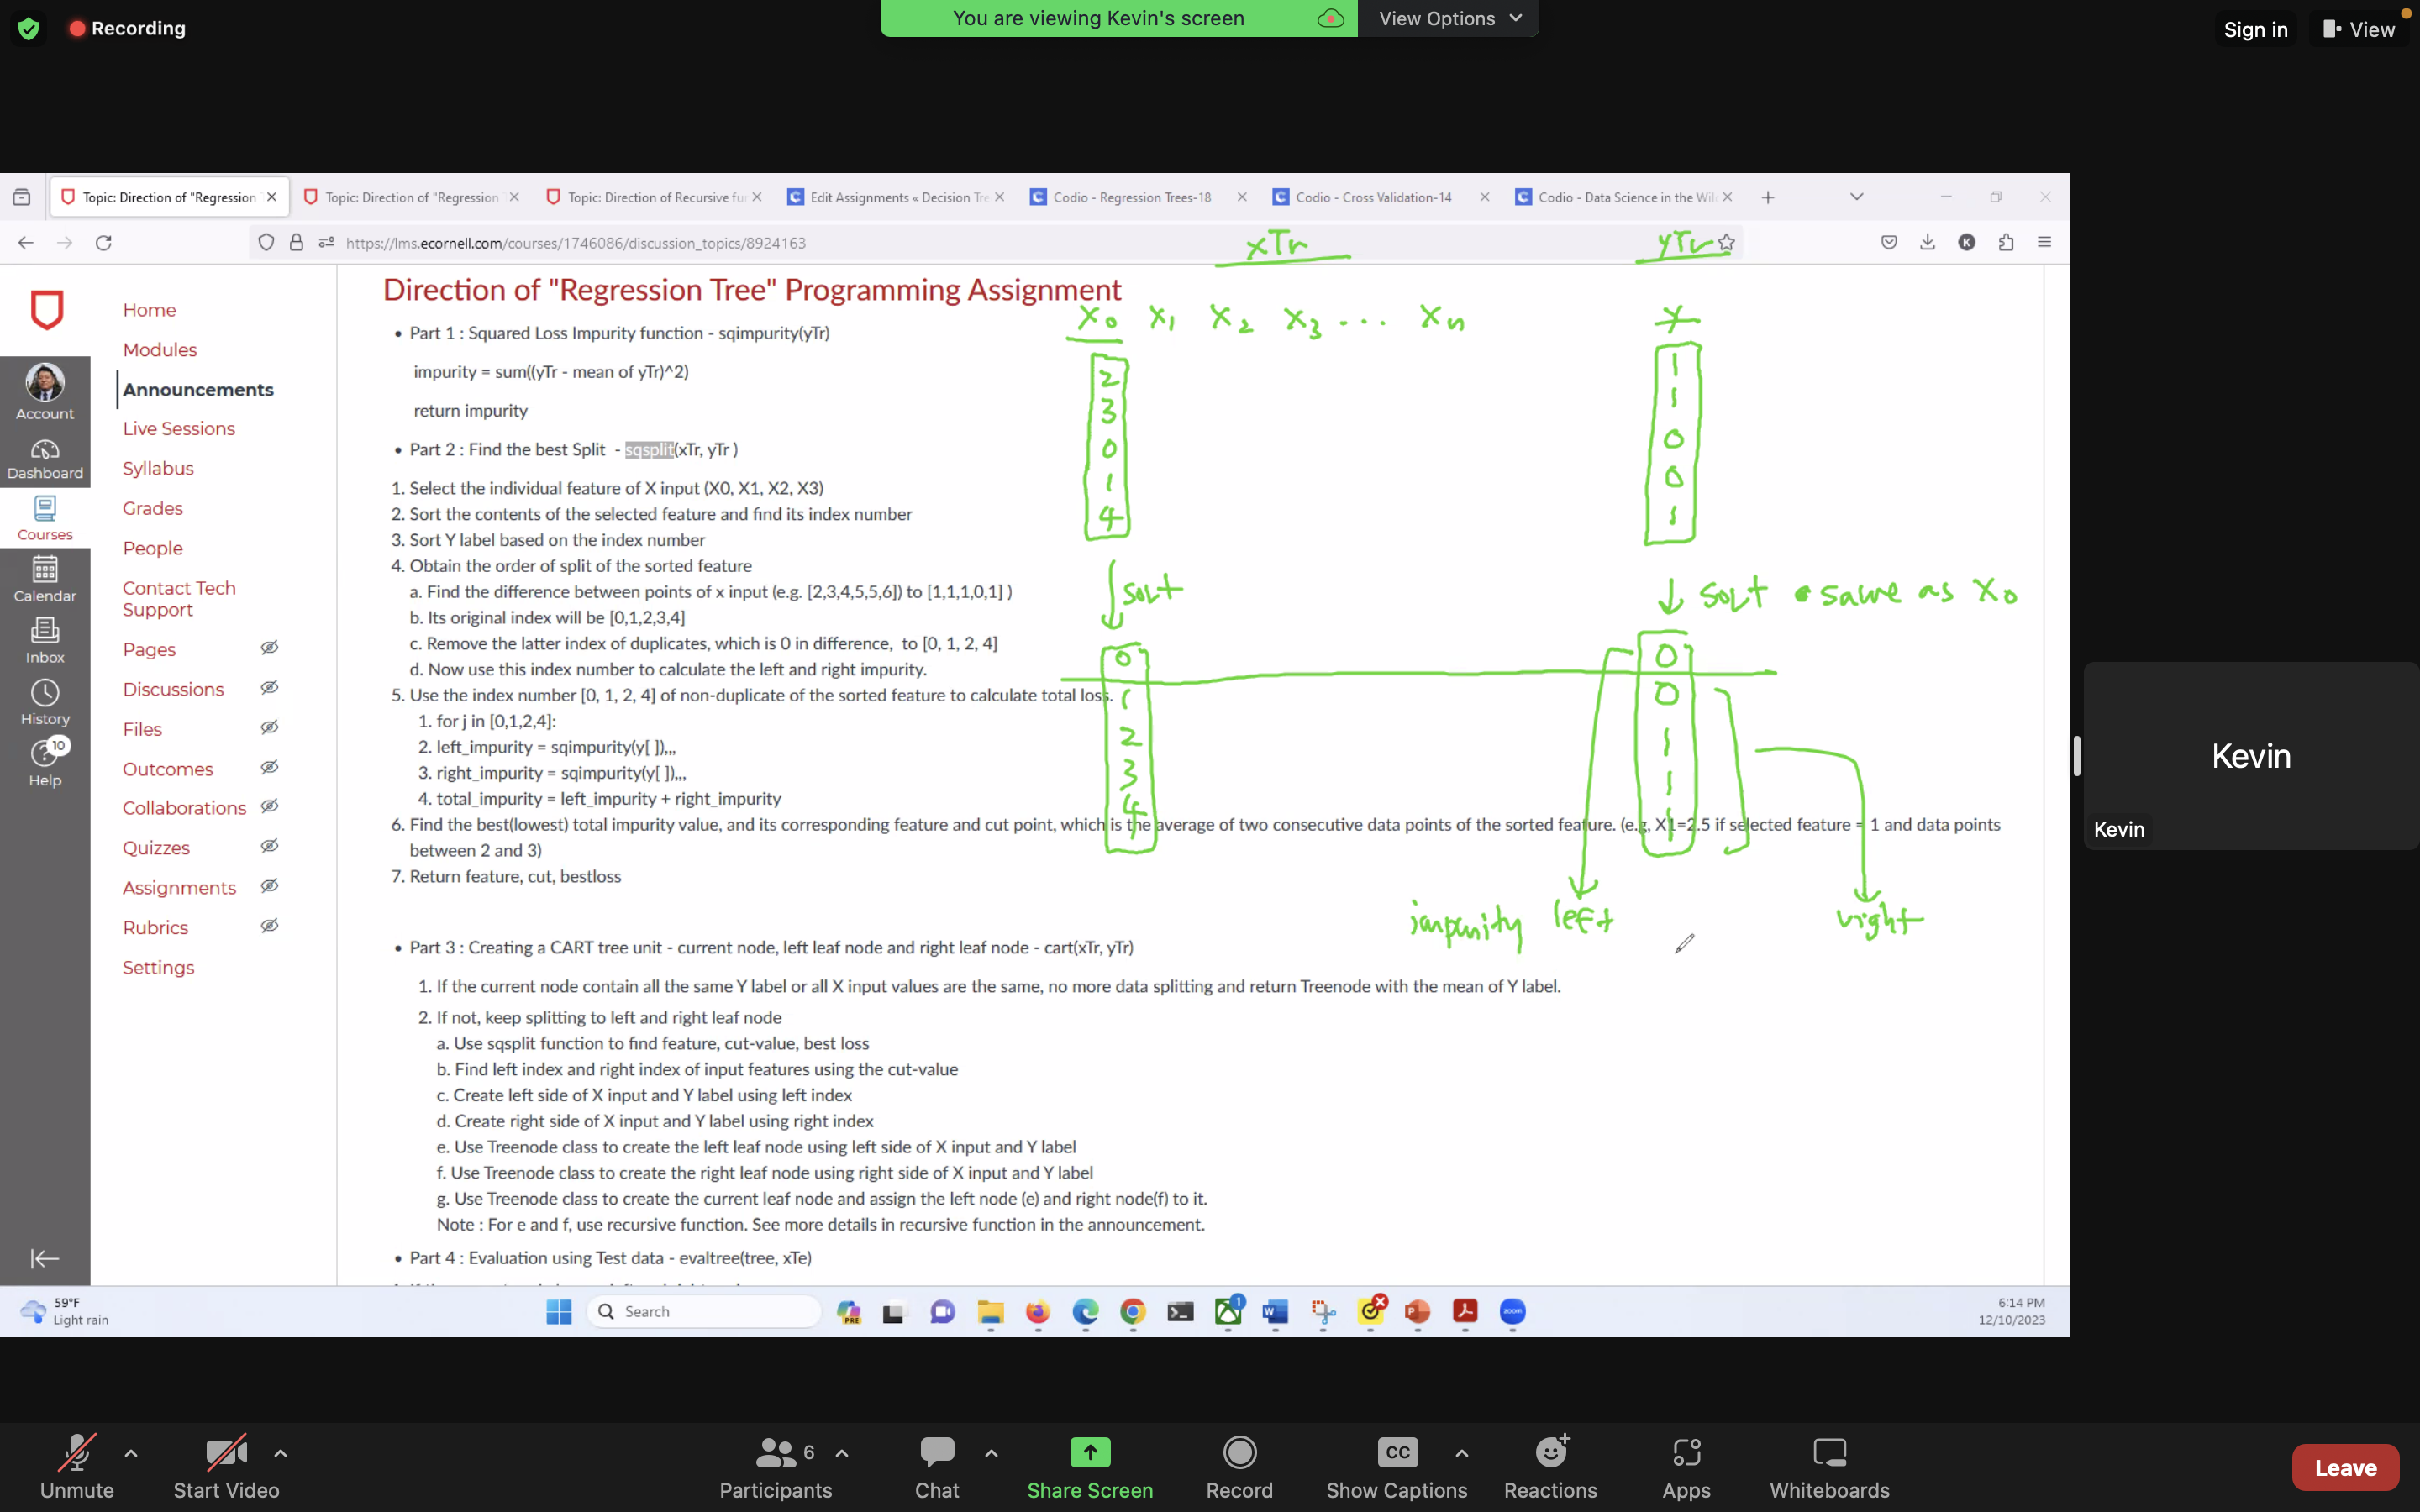 Recording
You are viewing Kevin's screen
View Options
Sign in
View
Topic: Direction of "Regression
Topic: Direction of "Regression
Topic: Direction of Recursive fur
Edit Assignments « Decision Tre
Codio - Regression Trees-18
Codio - Cross Validation-14
Codio - Data Science in the Wil
https://lms.ecornell.com/courses/1746086/discussion_topics/8924163
K
xTr
yTr
Account
Dashboard
Courses
Calendar
Inbox
History
10
Help
Home
Modules
Announcements
Live Sessions
Syllabus
Grades
People
Contact Tech
Support
Pages
Discussions
Files
Outcomes
Collaborations
Quizzes
Assignments
Rubrics
Settings
Direction of "Regression Tree" Programming Assignment
• Part 1 : Squared Loss Impurity function - sqimpurity(yTr)
impurity = sum((yTr - mean of yTr)^2)
return impurity
• Part 2 : Find the best Split - sqsplit(xTr, yTr )
1. Select the individual feature of X input (X0, X1, X2, X3)
2. Sort the contents of the selected feature and find its index number
3. Sort Y label based on the index number
4. Obtain the order of split of the sorted feature
a. Find the difference between points of x input (e.g. [2,3,4,5,5,6]) to [1,1,1,0,1] )
b. Its original index will be [0,1,2,3,4]
c. Remove the latter index of duplicates, which is 0 in difference, to [0, 1, 2, 4]
d. Now use this index number to calculate the left and right impurity.
5. Use the index number [0, 1, 2, 4] of non-duplicate of the sorted feature to calculate total loss.
1. for j in [0,1,2,4]:
2. left_impurity = sqimpurity(y[ ]),,,
3. right_impurity = sqimpurity(y[ ]),,,
4. total_impurity = left_impurity + right_impurity
6. Find the best(lowest) total impurity value, and its corresponding feature and cut point, which is the average of two consecutive data points of the sorted feature. (e.g, X1=2.5 if selected feature = 1 and data points
between 2 and 3)
7. Return feature, cut, bestloss
• Part 3 : Creating a CART tree unit - current node, left leaf node and right leaf node - cart(xTr, yTr)
1. If the current node contain all the same Y label or all X input values are the same, no more data splitting and return Treenode with the mean of Y label.
2. If not, keep splitting to left and right leaf node
a. Use sqsplit function to find feature, cut-value, best loss
b. Find left index and right index of input features using the cut-value
c. Create left side of X input and Y label using left index
d. Create right side of X input and Y label using right index
e. Use Treenode class to create the left leaf node using left side of X input and Y label
f. Use Treenode class to create the right leaf node using right side of X input and Y label
g. Use Treenode class to create the current leaf node and assign the left node (e) and right node(f) to it.
Note : For e and f, use recursive function. See more details in recursive function in the announcement.
• Part 4 : Evaluation using Test data - evaltree(tree, xTe)
X0 X1 X2 X3 ... Xn
Y
2
3
0
1
4
1
1
0
0
1
sort
sort same as X0
0
1
2
3
4
0
0
1
1
1
impurity left
right
Kevin
Kevin
59°F
Light rain
Search
PRE
1
W
P
zoom
6:14 PM
12/10/2023
Unmute
Start Video
6
Participants
Chat
Share Screen
Record
CC
Show Captions
Reactions
Apps
Whiteboards
Leave